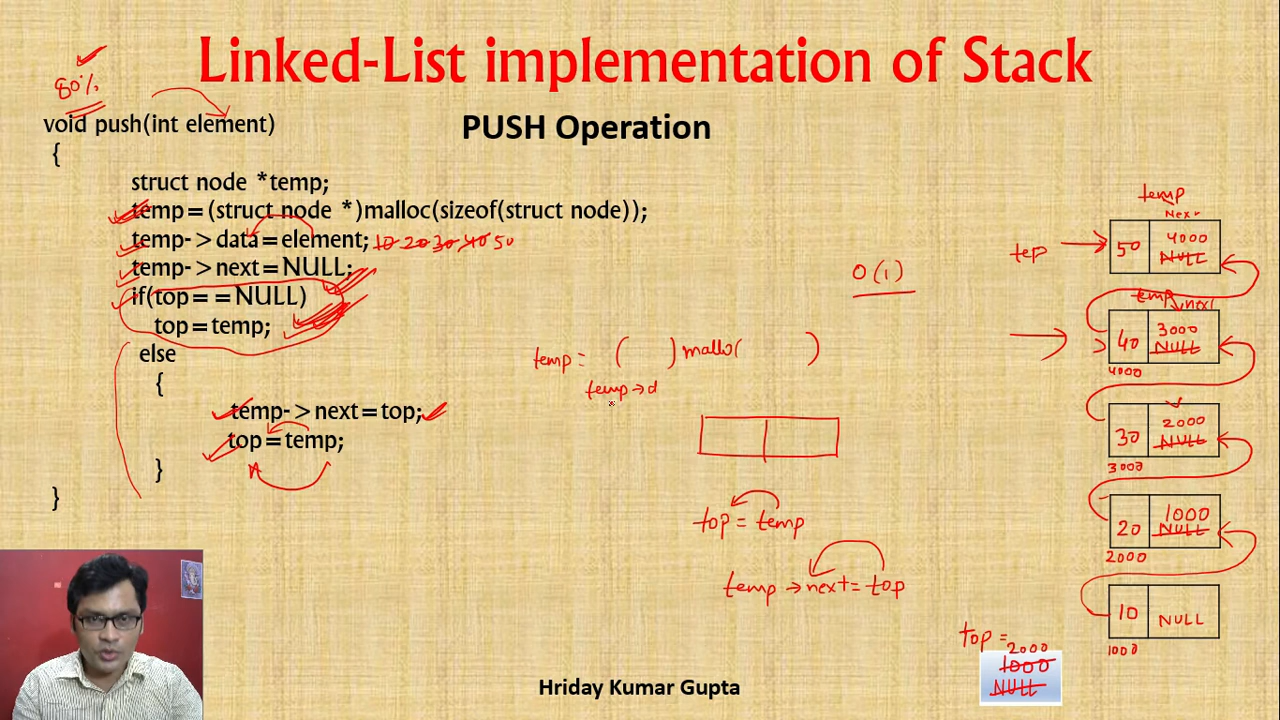 Linked-List implementation of Stack
80%
void push(int element)
PUSH Operation
{
struct node *temp;
temp=(struct node *)malloc(sizeof(struct node));
temp->data=element; 10 20 30 40 50
temp->next=NULL;
if(top==NULL)
top=temp;
else
{
temp->next=top;
top=temp;
}
}
O(1)
temp= ( ) mallo( )
temp→d
top = temp
temp→next=top
temp
Next
top
50 4000
NULL
temp next
40 3000
NULL
4000
30 2000
NULL
3000
20 1000
NULL
2000
10 NULL
1000
top =
2000
1000
NULL
Hriday Kumar Gupta